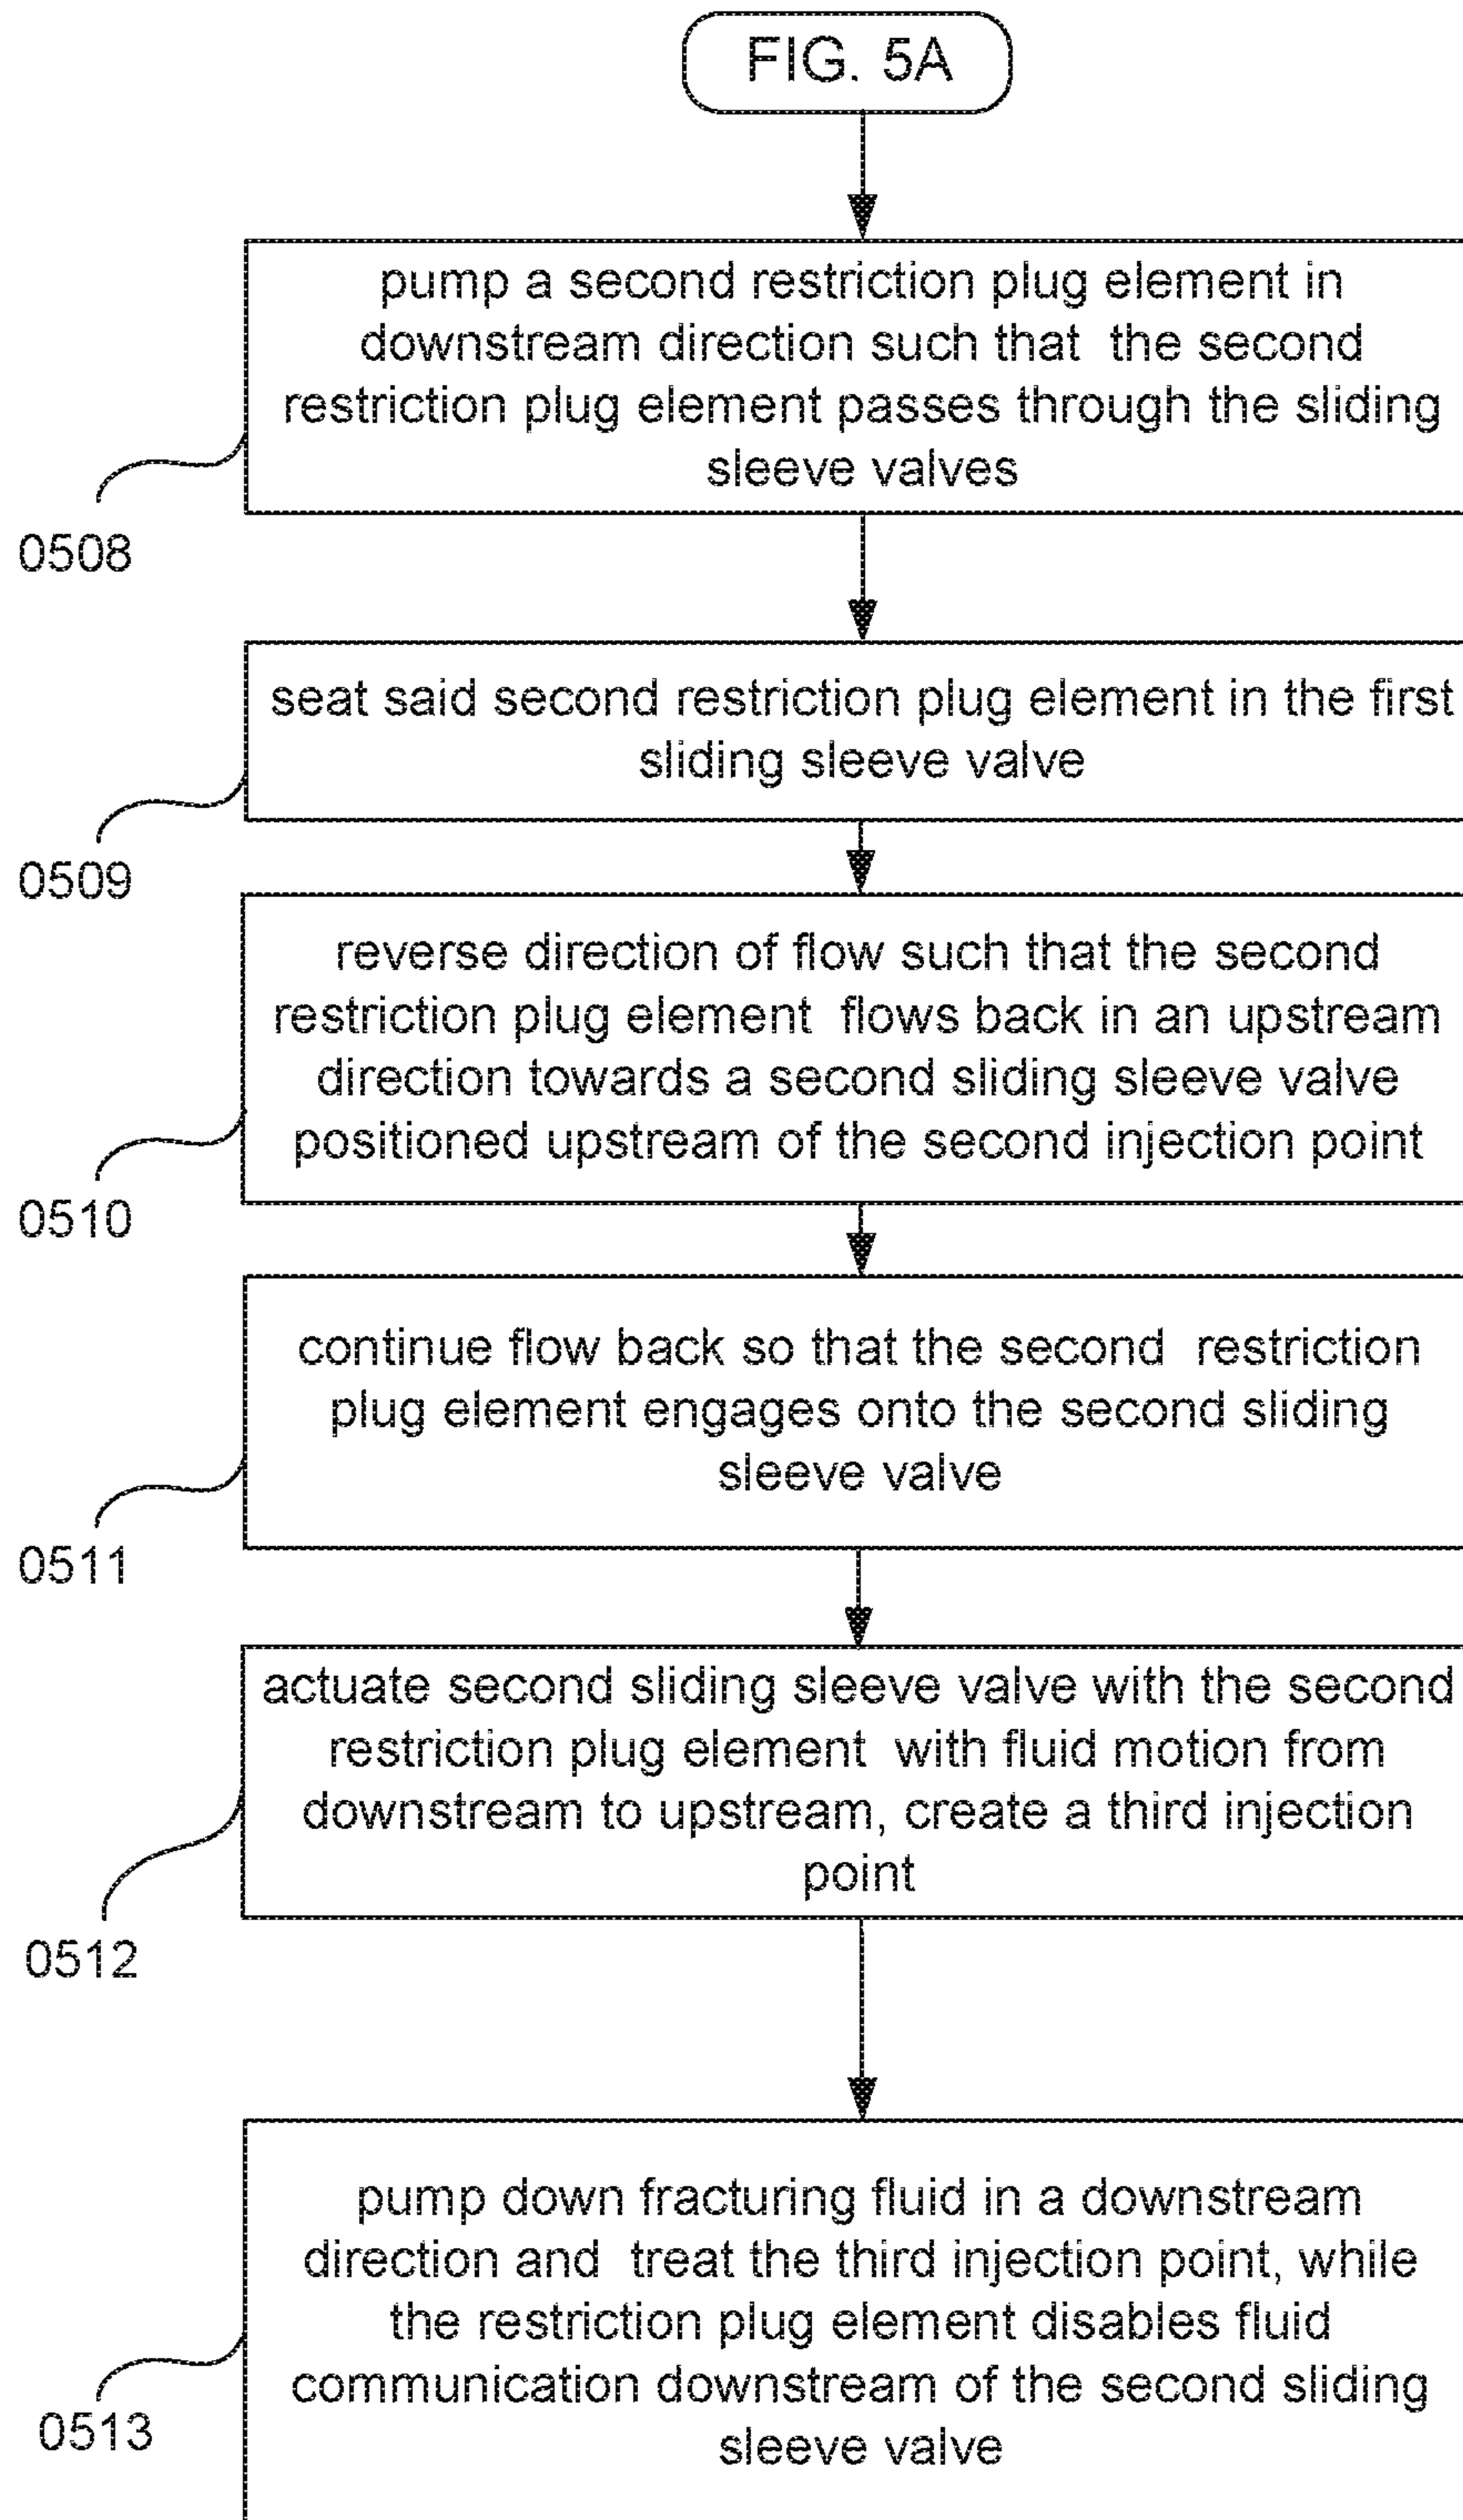 FIG. 5A
pump a second restriction plug element in
downstream direction such that the second
restriction plug element passes through the sliding
sleeve valves
0508
seat said second restriction plug element in the first
sliding sleeve valve
0509
reverse direction of flow such that the second
restriction plug element flows back in an upstream
direction towards a second sliding sleeve valve
positioned upstream of the second injection point
0510
continue flow back so that the second restriction
plug element engages onto the second sliding
sleeve valve
0511
actuate second sliding sleeve valve with the second
restriction plug element with fluid motion from
downstream to upstream, create a third injection
point
0512
pump down fracturing fluid in a downstream
direction and treat the third injection point, while
the restriction plug element disables fluid
communication downstream of the second sliding
sleeve valve
0513